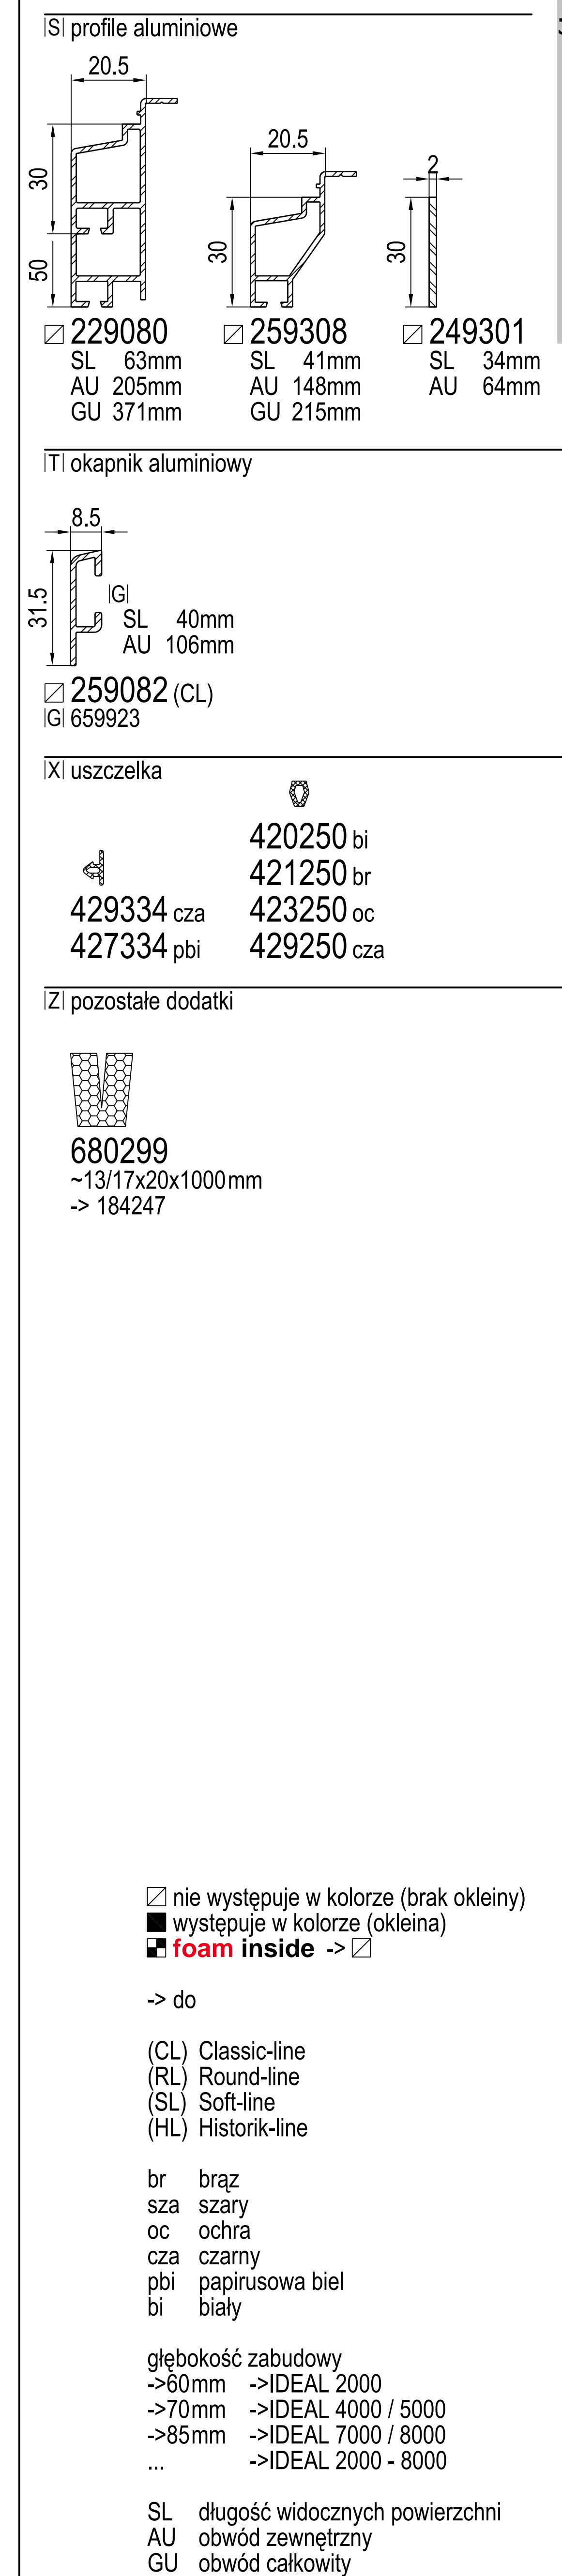 |S| profile aluminiowe
20.5
30
50
229080
SL 63mm
AU 205mm
GU 371mm
20.5
30
259308
SL 41mm
AU 148mm
GU 215mm
2
30
249301
SL 34mm
AU 64mm
|T| okapnik aluminiowy
8.5
31.5
|G|
SL 40mm
AU 106mm
259082 (CL)
|G| 659923
|X| uszczelka
429334 cza
427334 pbi
420250 bi
421250 br
423250 oc
429250 cza
|Z| pozostałe dodatki
680299
~13/17x20x1000mm
-> 184247
nie występuje w kolorze (brak okleiny)
występuje w kolorze (okleina)
foam inside ->
-> do
(CL) Classic-line
(RL) Round-line
(SL) Soft-line
(HL) Historik-line
br brąz
sza szary
oc ochra
cza czarny
pbi papirusowa biel
bi biały
głębokość zabudowy
->60mm ->IDEAL 2000
->70mm ->IDEAL 4000 / 5000
->85mm ->IDEAL 7000 / 8000
... ->IDEAL 2000 - 8000
SL długość widocznych powierzchni
AU obwód zewnętrzny
GU obwód całkowity